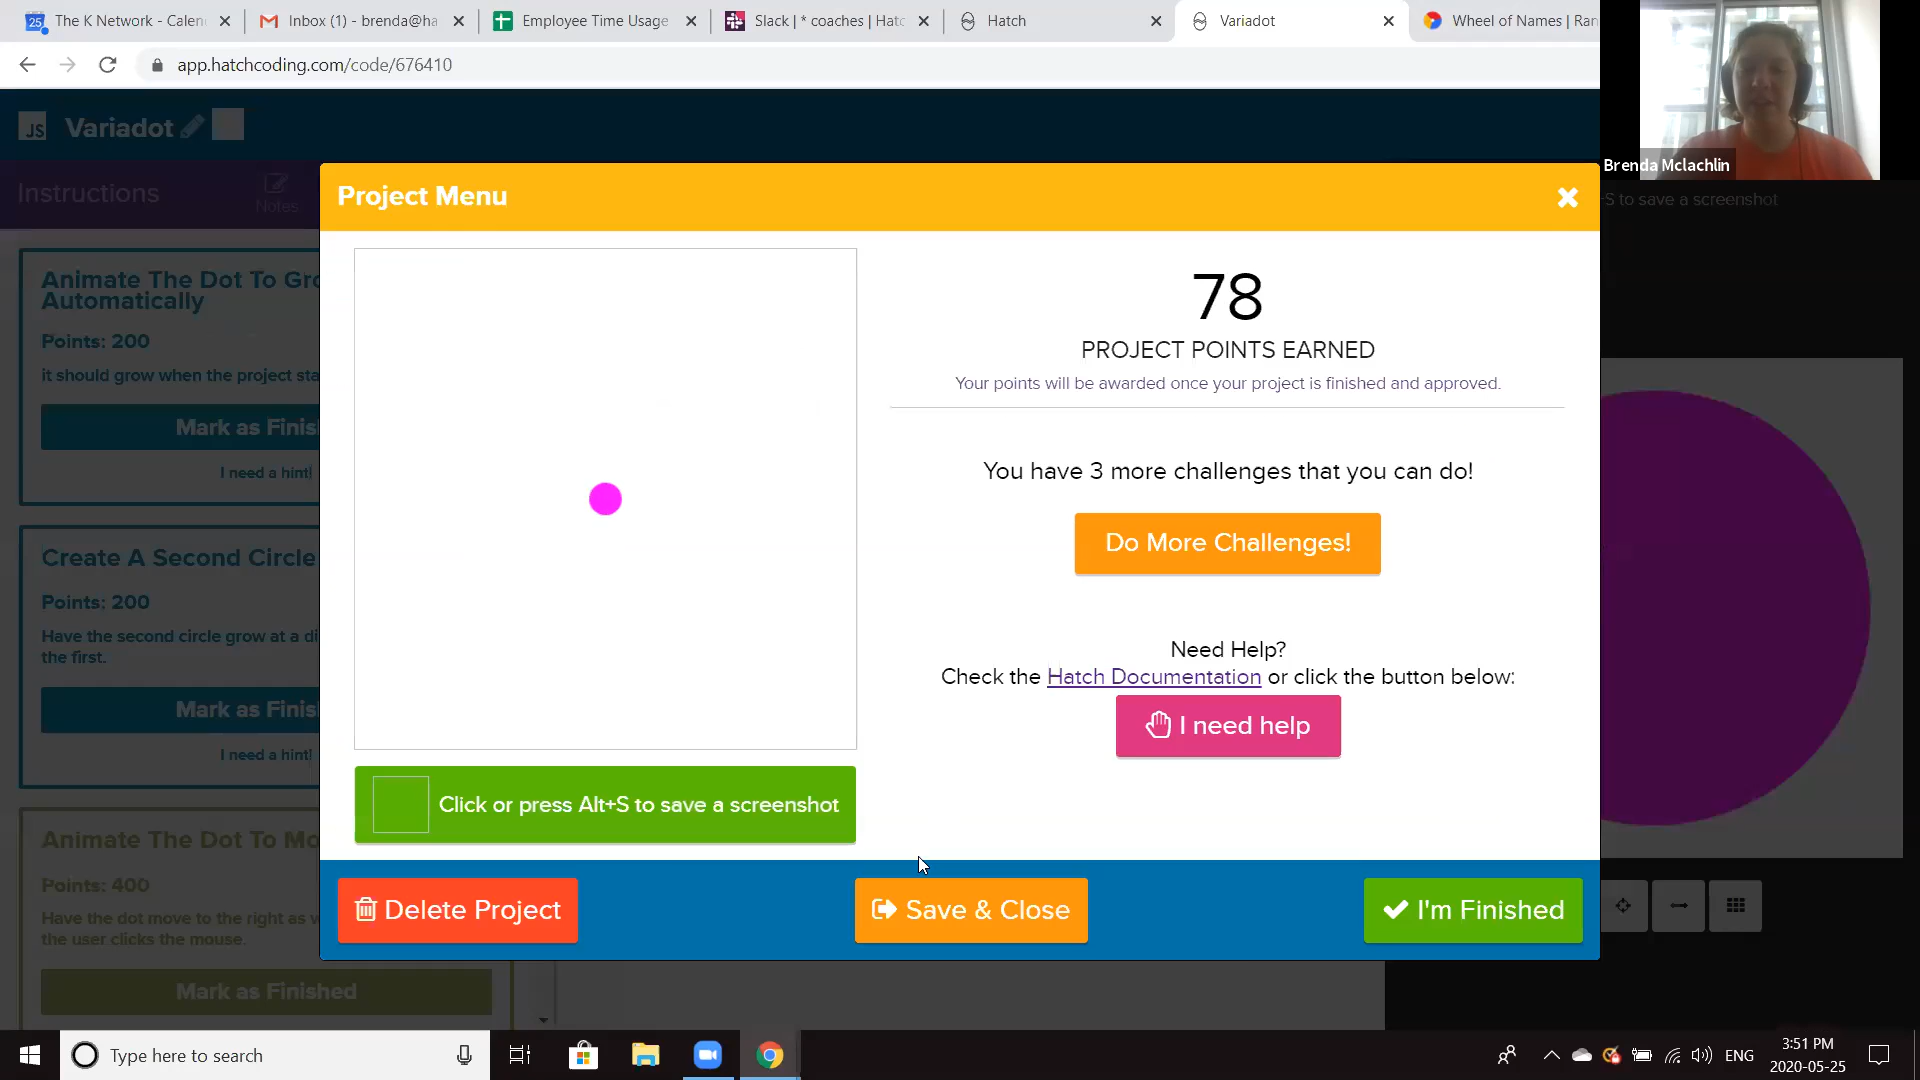 25 The K Network - Calen
Inbox (1) - brenda@ha
Employee Time Usage
Slack | * coaches | Hatc
Hatch
Variadot
Wheel of Names | Ran
app.hatchcoding.com/code/676410
JS Variadot
Brenda Mclachlin
Instructions
Notes
Project Menu
S to save a screenshot
Animate The Dot To Gro
Automatically
Points: 200
it should grow when the project sta
Mark as Finis
I need a hint!
Create A Second Circle
Points: 200
Have the second circle grow at a di
the first.
Mark as Finis
I need a hint!
Animate The Dot To Mo
Points: 400
Have the dot move to the right as v
the user clicks the mouse.
Mark as Finished
78
PROJECT POINTS EARNED
Your points will be awarded once your project is finished and approved.
You have 3 more challenges that you can do!
Do More Challenges!
Need Help?
Check the Hatch Documentation or click the button below:
I need help
Click or press Alt+S to save a screenshot
Delete Project
Save & Close
I'm Finished
Type here to search
ENG
3:51 PM
2020-05-25